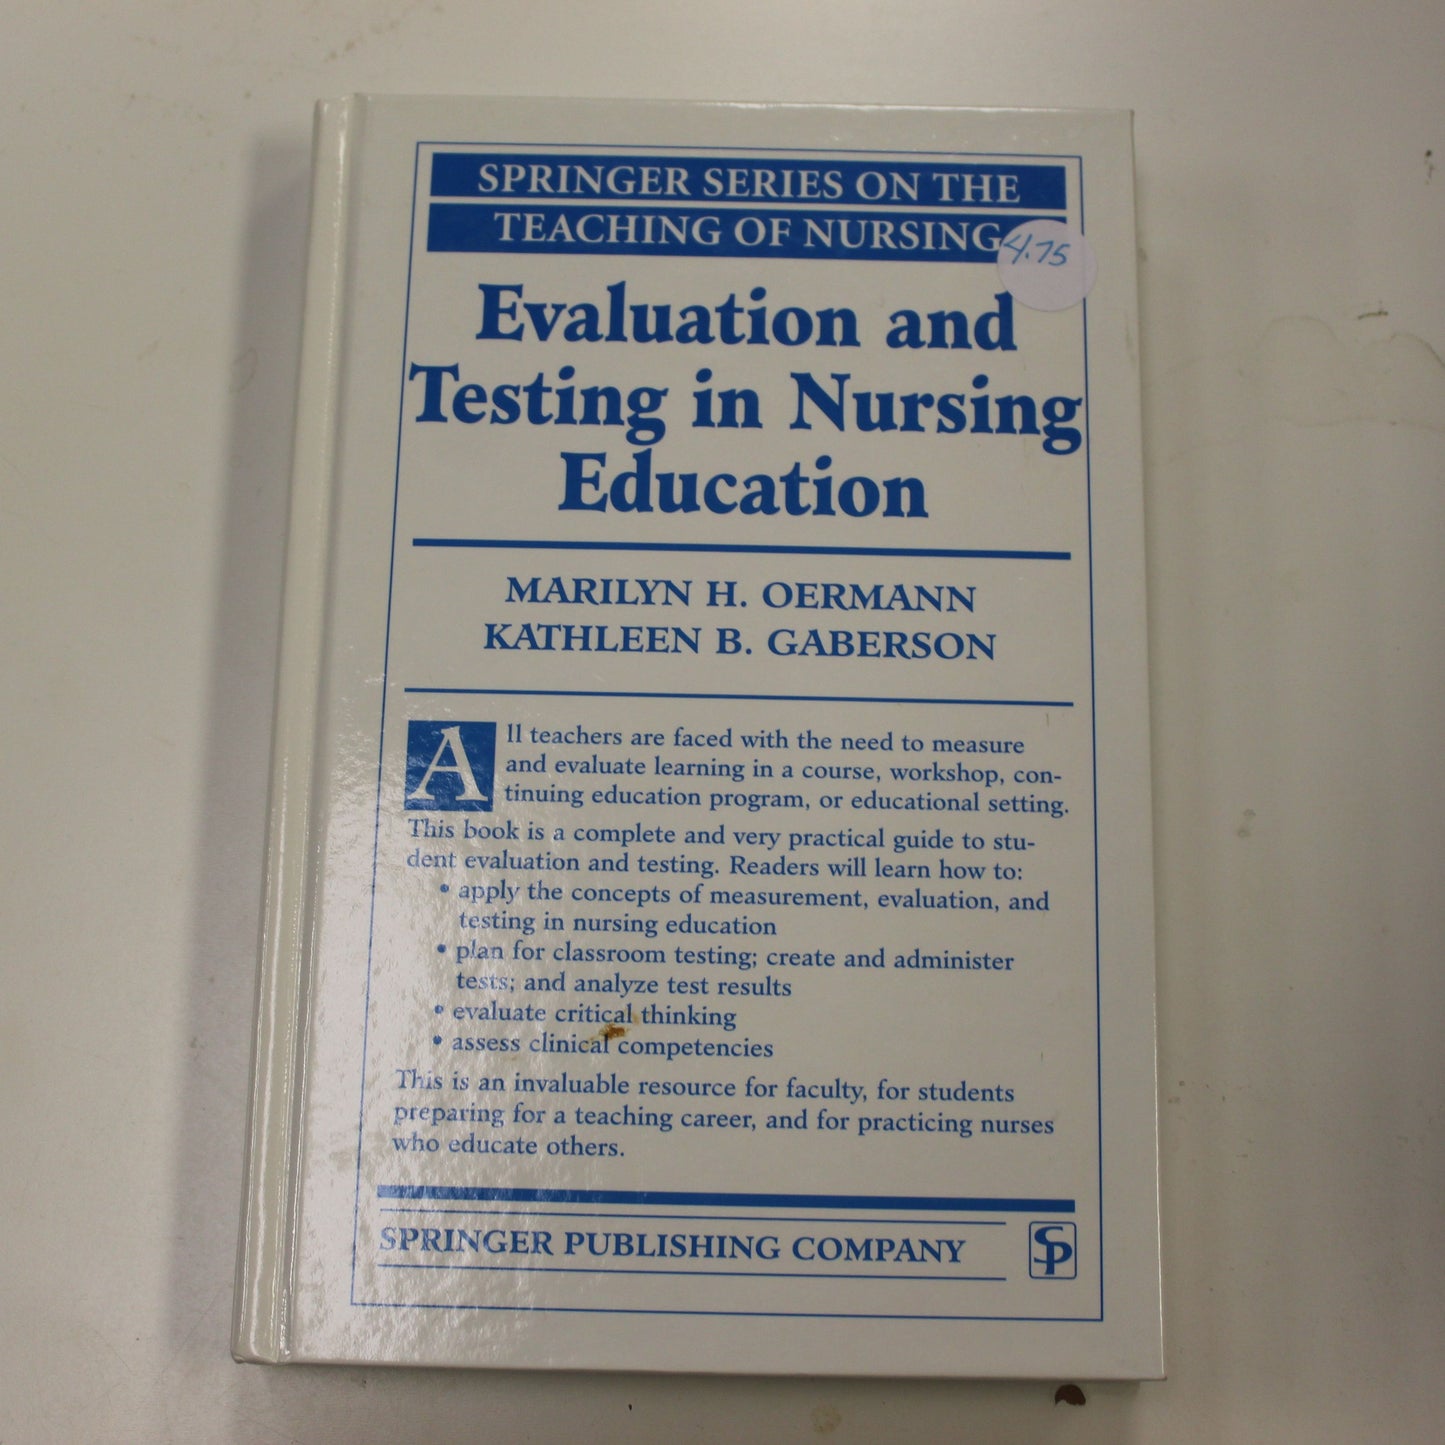 SPRINGER SERIES ON THE
TEACHING OF NURSING
4.75
Evaluation and
Testing in Nursing
Education
MARILYN H. OERMANN
KATHLEEN B. GABERSON
All teachers are faced with the need to measure
and evaluate learning in a course, workshop, con-
tinuing education program, or educational setting.
This book is a complete and very practical guide to stu-
dent evaluation and testing. Readers will learn how to:
• apply the concepts of measurement, evaluation, and
testing in nursing education
• plan for classroom testing; create and administer
tests; and analyze test results
• evaluate critical thinking
• assess clinical competencies
This is an invaluable resource for faculty, for students
preparing for a teaching career, and for practicing nurses
who educate others.
SPRINGER PUBLISHING COMPANY
SP